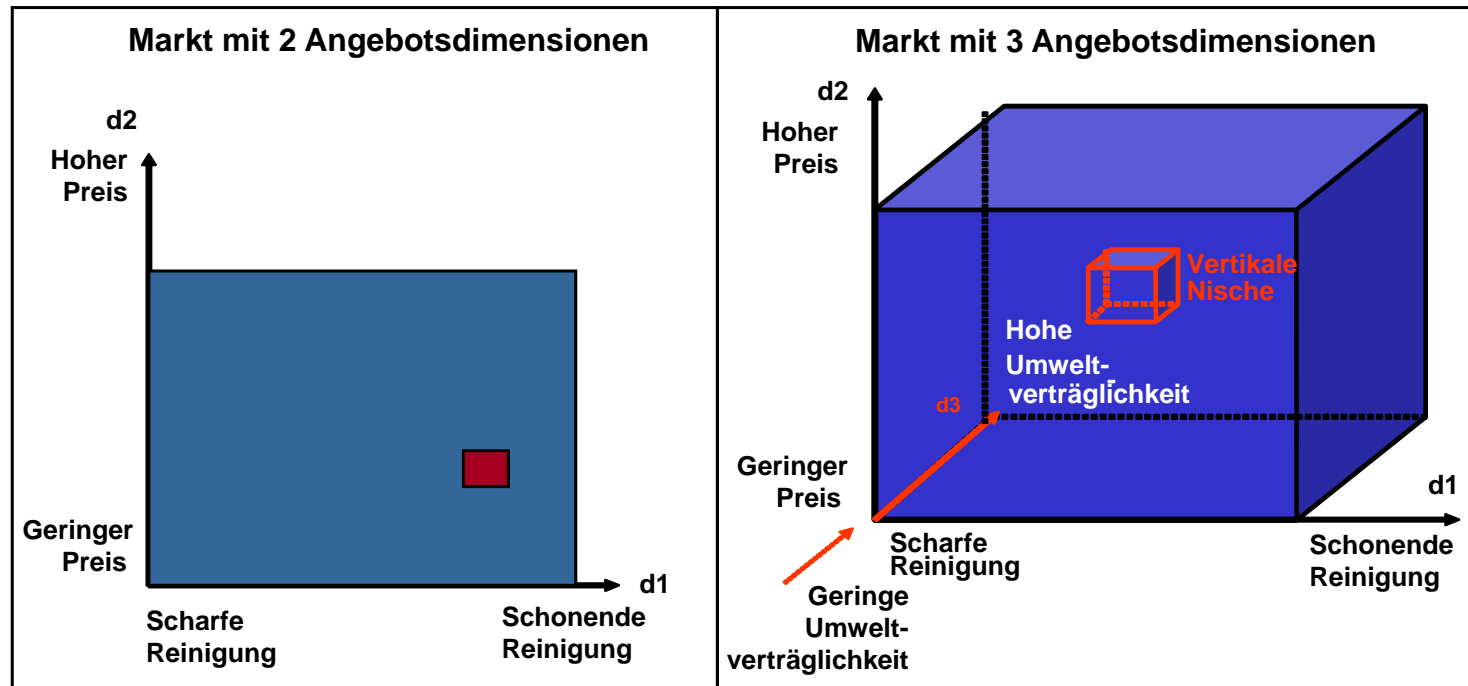 Markt mit 2 Angebotsdimensionen
d2
Hoher
Preis
Geringer
Preis
d1
Scharfe
Reinigung
Schonende
Reinigung
Markt mit 3 Angebotsdimensionen
d2
Hoher
Preis
Vertikale
Nische
Hohe
Umwelt-
verträglichkeit
d3
Geringer
Preis
d1
Scharfe
Reinigung
Schonende
Reinigung
Geringe
Umwelt-
verträglichkeit